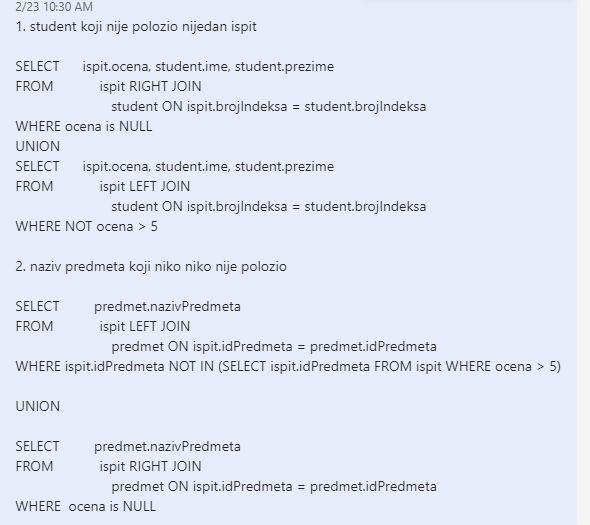 2/23 10:30 AM
1. student koji nije polozio nijedan ispit
SELECT ispit.ocena, student.ime, student.prezime
FROM ispit RIGHT JOIN
student ON ispit.brojIndeksa = student.brojIndeksa
WHERE ocena is NULL
UNION
SELECT ispit.ocena, student.ime, student.prezime
FROM ispit LEFT JOIN
student ON ispit.brojIndeksa = student.brojIndeksa
WHERE NOT ocena > 5
2. naziv predmeta koji niko niko nije polozio
SELECT predmet.nazivPredmeta
FROM ispit LEFT JOIN
predmet ON ispit.idPredmeta = predmet.idPredmeta
WHERE ispit.idPredmeta NOT IN (SELECT ispit.idPredmeta FROM ispit WHERE ocena > 5)
UNION
SELECT predmet.nazivPredmeta
FROM ispit RIGHT JOIN
predmet ON ispit.idPredmeta = predmet.idPredmeta
WHERE ocena is NULL